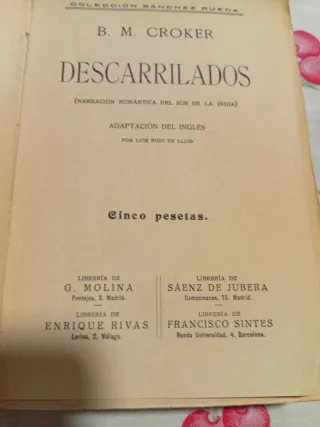 COLECCIÓN SÁNCHEZ RUEDA
B. M. CROKER
DESCARRILADOS
(NARRACIÓN ROMÁNTICA DEL SUR DE LA INDIA)
ADAPTACIÓN DEL INGLÉS
POR LUIS RUIG DE LLUIS
Cinco pesetas.
LIBRERÍA DE
G. MOLINA
Pontejos, 3. Madrid.
LIBRERÍA DE
SÁENZ DE JUBERA
Campomanes, 10. Madrid.
LIBRERÍA DE
ENRIQUE RIVAS
Larios, 2, Málaga.
LIBRERÍA DE
FRANCISCO SINTES
Ronda Universidad, 4. Barcelona.